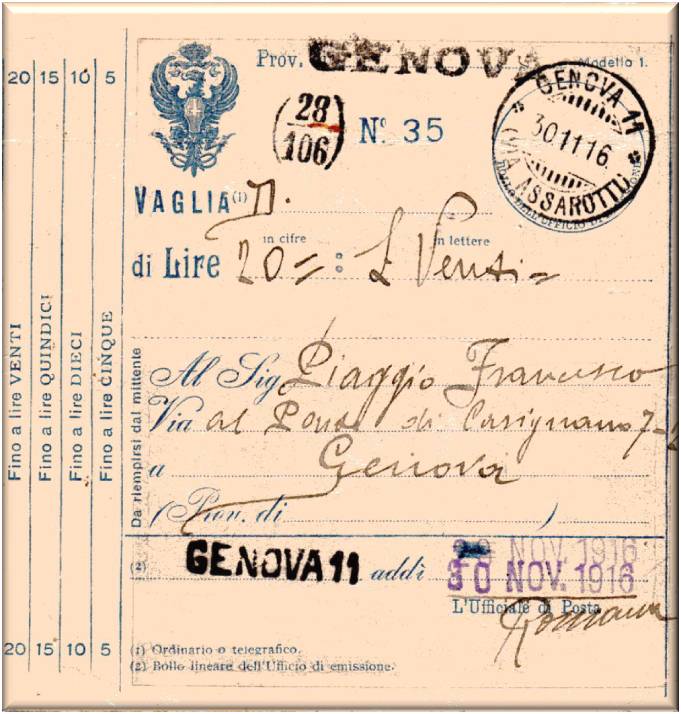 20 15 10 5
Prov. GENOVA Modello 1.
28
106
N.º 35
GENOVA 11
30 11 16
(VIA ASSAROTTI)
VAGLIA (1)
in cifre in lettere
di Lire 20 = : £ Venti =
Al Sig. Piaggio Francesco
Via al Ponte di Carignano 7-
a Genova
(Prov. di )
(2) GENOVA 11 addì 30 NOV. 1916
NOV. 1916
L'Ufficiale di Posta
(1) Ordinario o telegrafico.
(2) Bollo lineare dell'Ufficio di emissione.
Fino a lire VENTI
Fino a lire QUINDICI
Fino a lire DIECI
Fino a lire CINQUE
Da riempirsi dal mittente
20 15 10 5